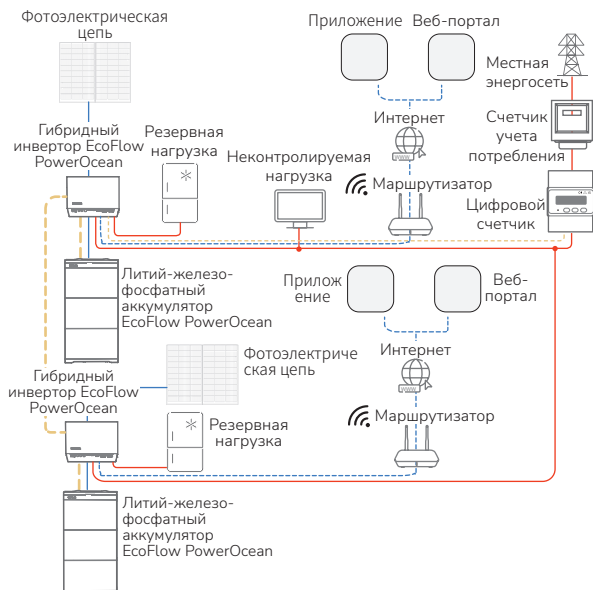 Фотоэлектрическая
цепь
Приложение
Веб-портал
Местная
энергосеть
Интернет
Счетчик
учета
потребления
Гибридный
инвертор EcoFlow
PowerOcean
Резервная
нагрузка
Неконтролируемая
нагрузка
Маршрутизатор
Цифровой
счетчик
Литий-железо-
фосфатный
аккумулятор
EcoFlow PowerOcean
Прилож
ение
Веб-
портал
Интернет
Фотоэлектриче
ская цепь
Гибридный
инвертор EcoFlow
PowerOcean
Маршрутизатор
Резервная
нагрузка
Литий-железо-
фосфатный
аккумулятор
EcoFlow PowerOcean